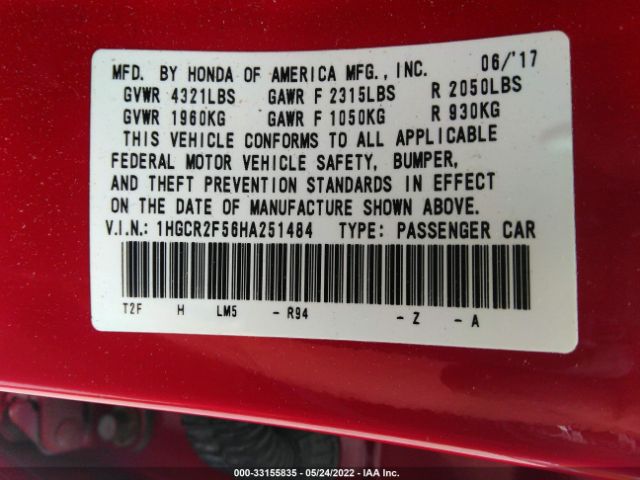 MFD. BY HONDA OF AMERICA MFG., INC. 06/'17
GVWR 4321LBS GAWR F 2315LBS R 2050LBS
GVWR 1960KG GAWR F 1050KG R 930KG
THIS VEHICLE CONFORMS TO ALL APPLICABLE
FEDERAL MOTOR VEHICLE SAFETY, BUMPER,
AND THEFT PREVENTION STANDARDS IN EFFECT
ON THE DATE OF MANUFACTURE SHOWN ABOVE.
V.I.N.: 1HGCR2F56HA251484 TYPE: PASSENGER CAR
T2F H LM5 - R94 - Z - A
000-33155835 - 05/24/2022 - IAA Inc.